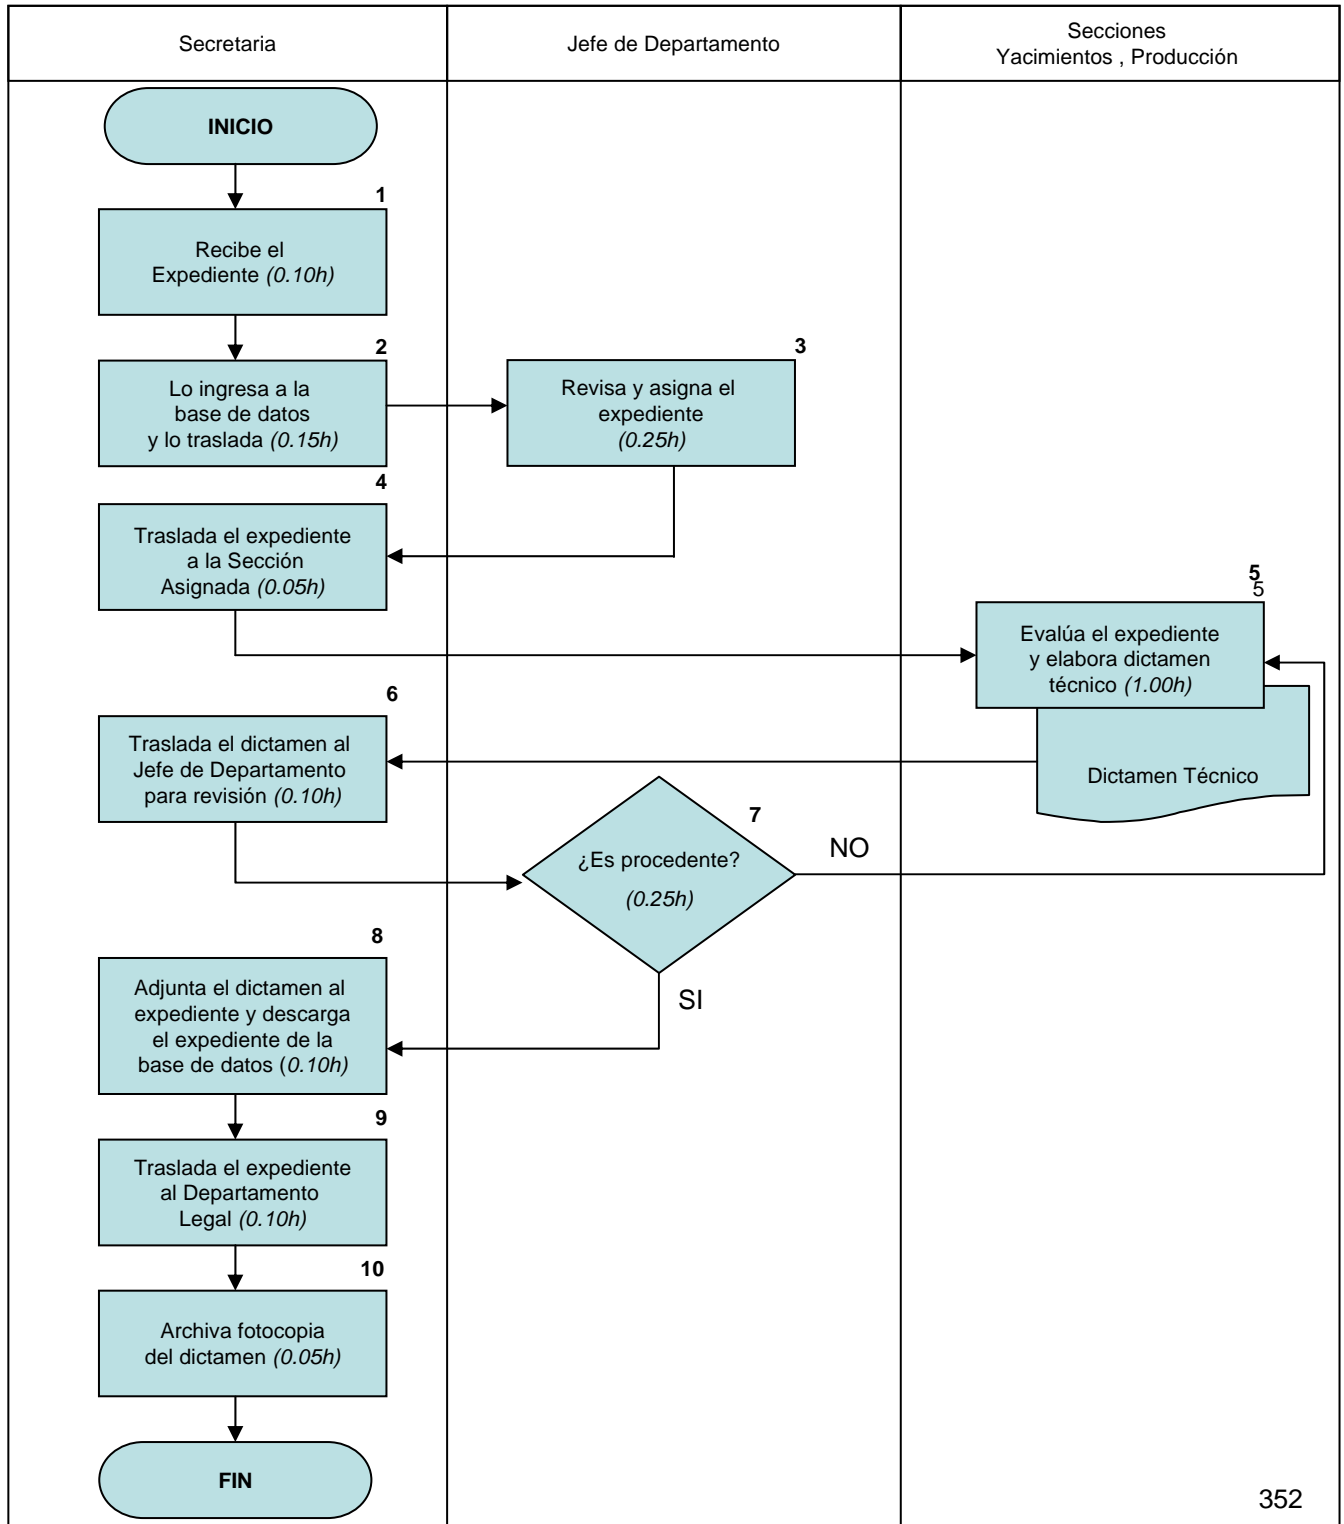 Secretaria
Jefe de Departamento
Secciones
Yacimientos , Producción
INICIO
1
Recibe el
Expediente (0.10h)
2
Lo ingresa a la
base de datos
y lo traslada (0.15h)
3
Revisa y asigna el
expediente
(0.25h)
4
Traslada el expediente
a la Sección
Asignada (0.05h)
5
5
Evalúa el expediente
y elabora dictamen
técnico (1.00h)
Dictamen Técnico
6
Traslada el dictamen al
Jefe de Departamento
para revisión (0.10h)
7
¿Es procedente?
(0.25h)
NO
SI
8
Adjunta el dictamen al
expediente y descarga
el expediente de la
base de datos (0.10h)
9
Traslada el expediente
al Departamento
Legal (0.10h)
10
Archiva fotocopia
del dictamen (0.05h)
FIN
352